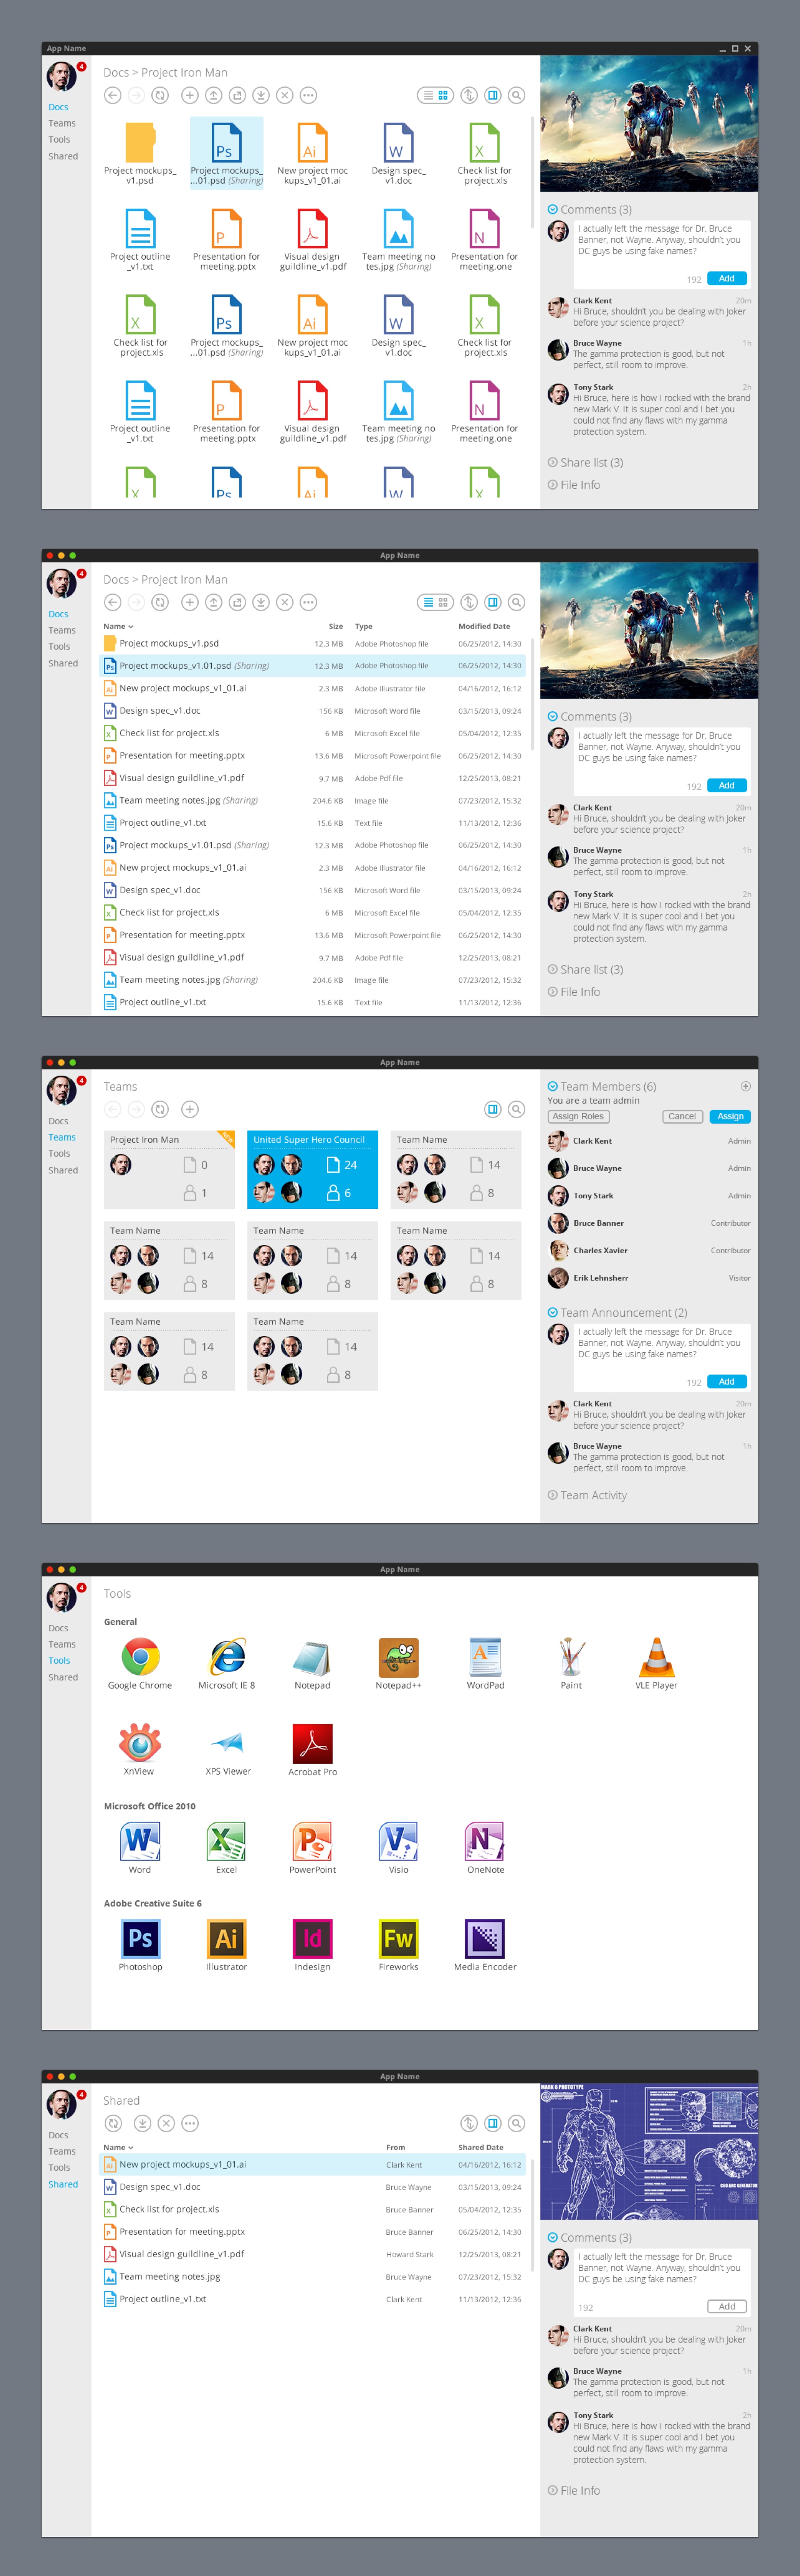 App Name
4
Docs
Teams
Tools
Shared
Docs > Project Iron Man
Project mockups_
v1.psd
Ps
Project mockups_
...01.psd (Sharing)
Ai
New project moc
kups_v1_01.ai
W
Design spec_
v1.doc
X
Check list for
project.xls
Project outline
_v1.txt
P
Presentation for
meeting.pptx
Visual design
guildline_v1.pdf
Team meeting no
tes.jpg (Sharing)
N
Presentation for
meeting.one
X
Check list for
project.xls
Ps
Project mockups_
...01.psd (Sharing)
Ai
New project moc
kups_v1_01.ai
W
Design spec_
v1.doc
X
Check list for
project.xls
Project outline
_v1.txt
P
Presentation for
meeting.pptx
Visual design
guildline_v1.pdf
Team meeting no
tes.jpg (Sharing)
N
Presentation for
meeting.one
X
Ps
Ai
W
X
Comments (3)
I actually left the message for Dr. Bruce
Banner, not Wayne. Anyway, shouldn't you
DC guys be using fake names?
192 Add
Clark Kent 20m
Hi Bruce, shouldn't you be dealing with Joker
before your science project?
Bruce Wayne 1h
The gamma protection is good, but not
perfect, still room to improve.
Tony Stark 2h
Hi Bruce, here is how I rocked with the brand
new Mark V. It is super cool and I bet you
could not find any flaws with my gamma
protection system.
Share list (3)
File Info
App Name
4
Docs
Teams
Tools
Shared
Docs > Project Iron Man
Name Size Type Modified Date
Project mockups_v1.psd 12.3 MB Adobe Photoshop file 06/25/2012, 14:30
Ps Project mockups_v1.01.psd (Sharing) 12.3 MB Adobe Photoshop file 06/25/2012, 14:30
Ai New project mockups_v1_01.ai 2.3 MB Adobe Illustrator file 04/16/2012, 16:12
W Design spec_v1.doc 156 KB Microsoft Word file 03/15/2013, 09:24
X Check list for project.xls 6 MB Microsoft Excel file 05/04/2012, 12:35
P Presentation for meeting.pptx 13.6 MB Microsoft Powerpoint file 06/25/2012, 14:30
Visual design guildline_v1.pdf 9.7 MB Adobe Pdf file 12/25/2013, 08:21
Team meeting notes.jpg (Sharing) 204.6 KB Image file 07/23/2012, 15:32
Project outline_v1.txt 15.6 KB Text file 11/13/2012, 12:36
Ps Project mockups_v1.01.psd (Sharing) 12.3 MB Adobe Photoshop file 06/25/2012, 14:30
Ai New project mockups_v1_01.ai 2.3 MB Adobe Illustrator file 04/16/2012, 16:12
W Design spec_v1.doc 156 KB Microsoft Word file 03/15/2013, 09:24
X Check list for project.xls 6 MB Microsoft Excel file 05/04/2012, 12:35
P Presentation for meeting.pptx 13.6 MB Microsoft Powerpoint file 06/25/2012, 14:30
Visual design guildline_v1.pdf 9.7 MB Adobe Pdf file 12/25/2013, 08:21
Team meeting notes.jpg (Sharing) 204.6 KB Image file 07/23/2012, 15:32
Project outline_v1.txt 15.6 KB Text file 11/13/2012, 12:36
Comments (3)
I actually left the message for Dr. Bruce
Banner, not Wayne. Anyway, shouldn't you
DC guys be using fake names?
192 Add
Clark Kent 20m
Hi Bruce, shouldn't you be dealing with Joker
before your science project?
Bruce Wayne 1h
The gamma protection is good, but not
perfect, still room to improve.
Tony Stark 2h
Hi Bruce, here is how I rocked with the brand
new Mark V. It is super cool and I bet you
could not find any flaws with my gamma
protection system.
Share list (3)
File Info
App Name
4
Docs
Teams
Tools
Shared
Teams
Project Iron Man
0
1
United Super Hero Council
24
6
Team Name
14
8
Team Name
14
8
Team Name
14
8
Team Name
14
8
Team Name
14
8
Team Name
14
8
Team Members (6)
You are a team admin
Assign Roles Cancel Assign
Clark Kent Admin
Bruce Wayne Admin
Tony Stark Admin
Bruce Banner Contributor
Charles Xavier Contributor
Erik Lehnsherr Visitor
Team Announcement (2)
I actually left the message for Dr. Bruce
Banner, not Wayne. Anyway, shouldn't you
DC guys be using fake names?
192 Add
Clark Kent 20m
Hi Bruce, shouldn't you be dealing with Joker
before your science project?
Bruce Wayne 1h
The gamma protection is good, but not
perfect, still room to improve.
Team Activity
App Name
4
Docs
Teams
Tools
Shared
Tools
General
Google Chrome
Microsoft IE 8
Notepad
Notepad++
WordPad
Paint
VLE Player
XnView
XPS Viewer
Acrobat Pro
Microsoft Office 2010
Word
Excel
PowerPoint
Visio
OneNote
Adobe Creative Suite 6
Ps
Photoshop
Ai
Illustrator
Id
Indesign
Fw
Fireworks
Media Encoder
App Name
4
Docs
Teams
Tools
Shared
Shared
Name From Shared Date
Ai New project mockups_v1_01.ai Clark Kent 04/16/2012, 16:12
W Design spec_v1.doc Bruce Wayne 03/15/2013, 09:24
X Check list for project.xls Bruce Banner 05/04/2012, 12:35
P Presentation for meeting.pptx Bruce Banner 06/25/2012, 14:30
Visual design guildline_v1.pdf Howard Stark 12/25/2013, 08:21
Team meeting notes.jpg Bruce Wayne 07/23/2012, 15:32
Project outline_v1.txt Clark Kent 11/13/2012, 12:36
MARK II PROTOTYPE
Comments (3)
I actually left the message for Dr. Bruce
Banner, not Wayne. Anyway, shouldn't you
DC guys be using fake names?
192 Add
Clark Kent 20m
Hi Bruce, shouldn't you be dealing with Joker
before your science project?
Bruce Wayne 1h
The gamma protection is good, but not
perfect, still room to improve.
Tony Stark 2h
Hi Bruce, here is how I rocked with the brand
new Mark V. It is super cool and I bet you
could not find any flaws with my gamma
protection system.
File Info